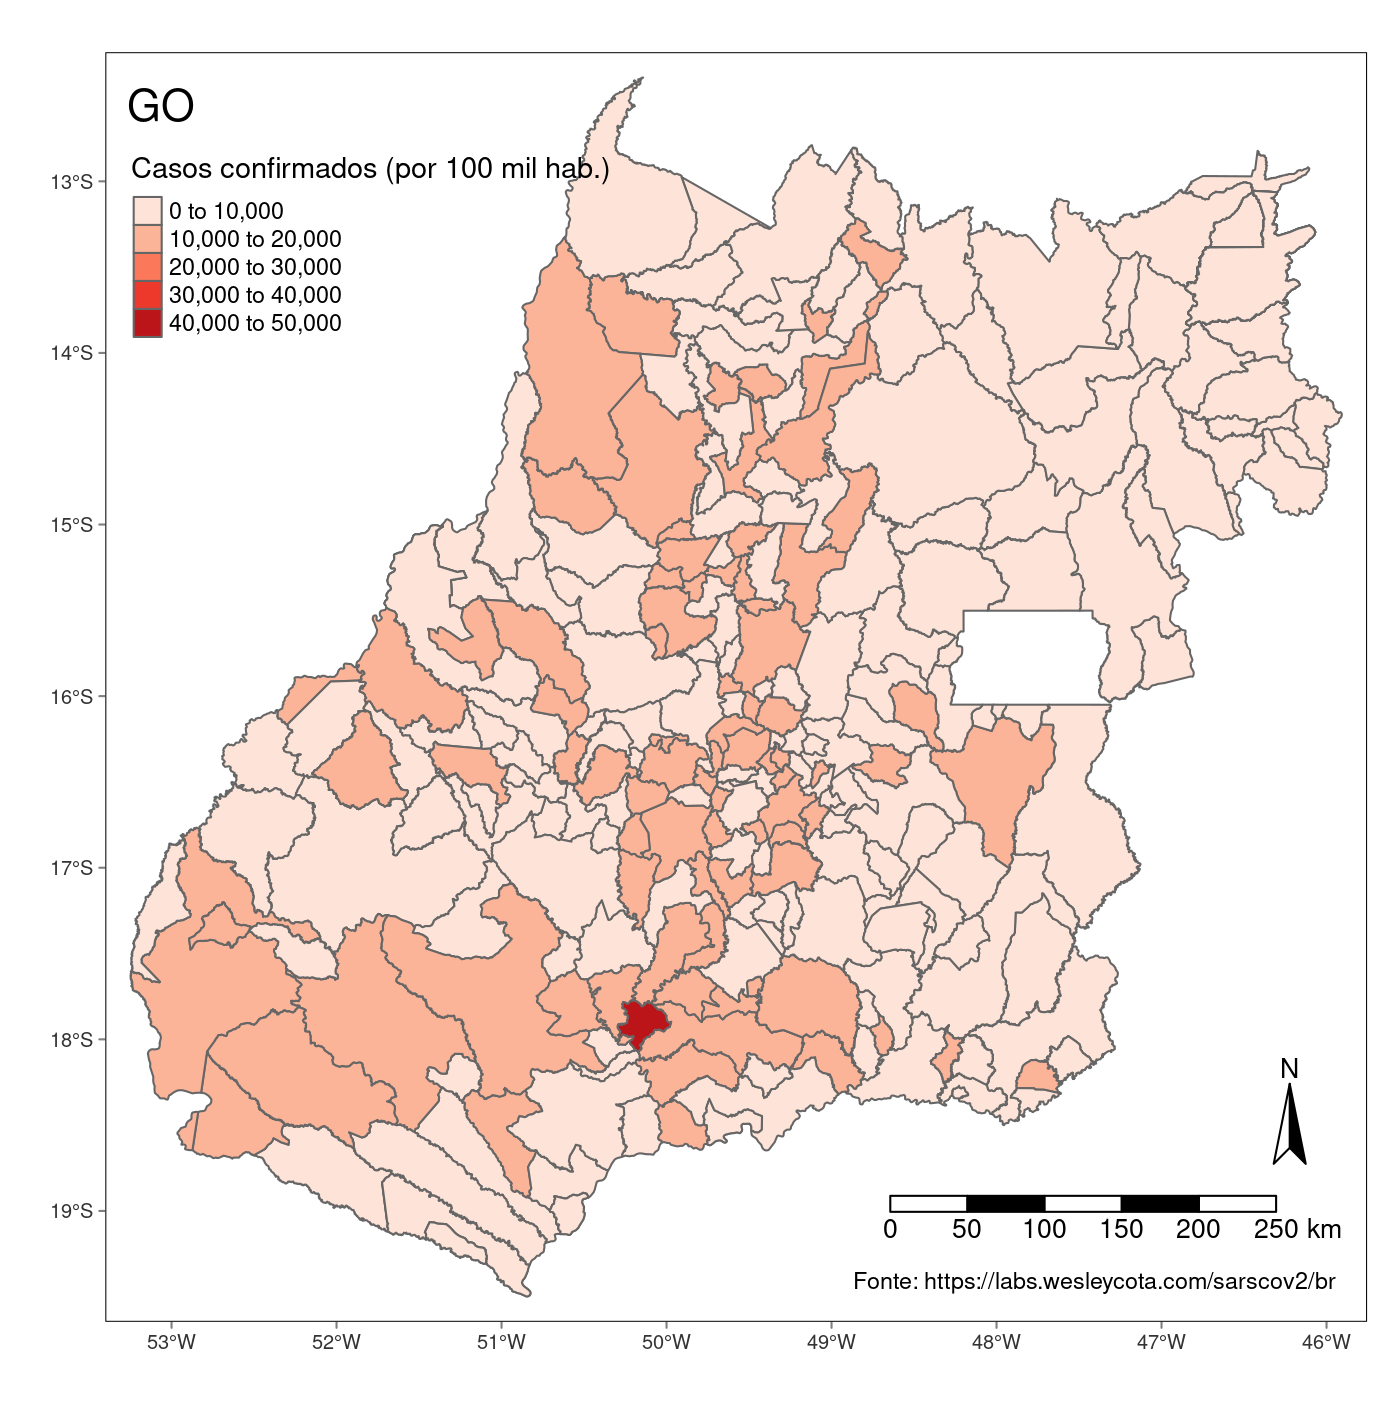 GO
Casos confirmados (por 100 mil hab.)
0 to 10,000
10,000 to 20,000
20,000 to 30,000
30,000 to 40,000
40,000 to 50,000
13°S
14°S
15°S
16°S
17°S
18°S
19°S
N
0 50 100 150 200 250 km
Fonte: https://labs.wesleycota.com/sarscov2/br
53°W 52°W 51°W 50°W 49°W 48°W 47°W 46°W